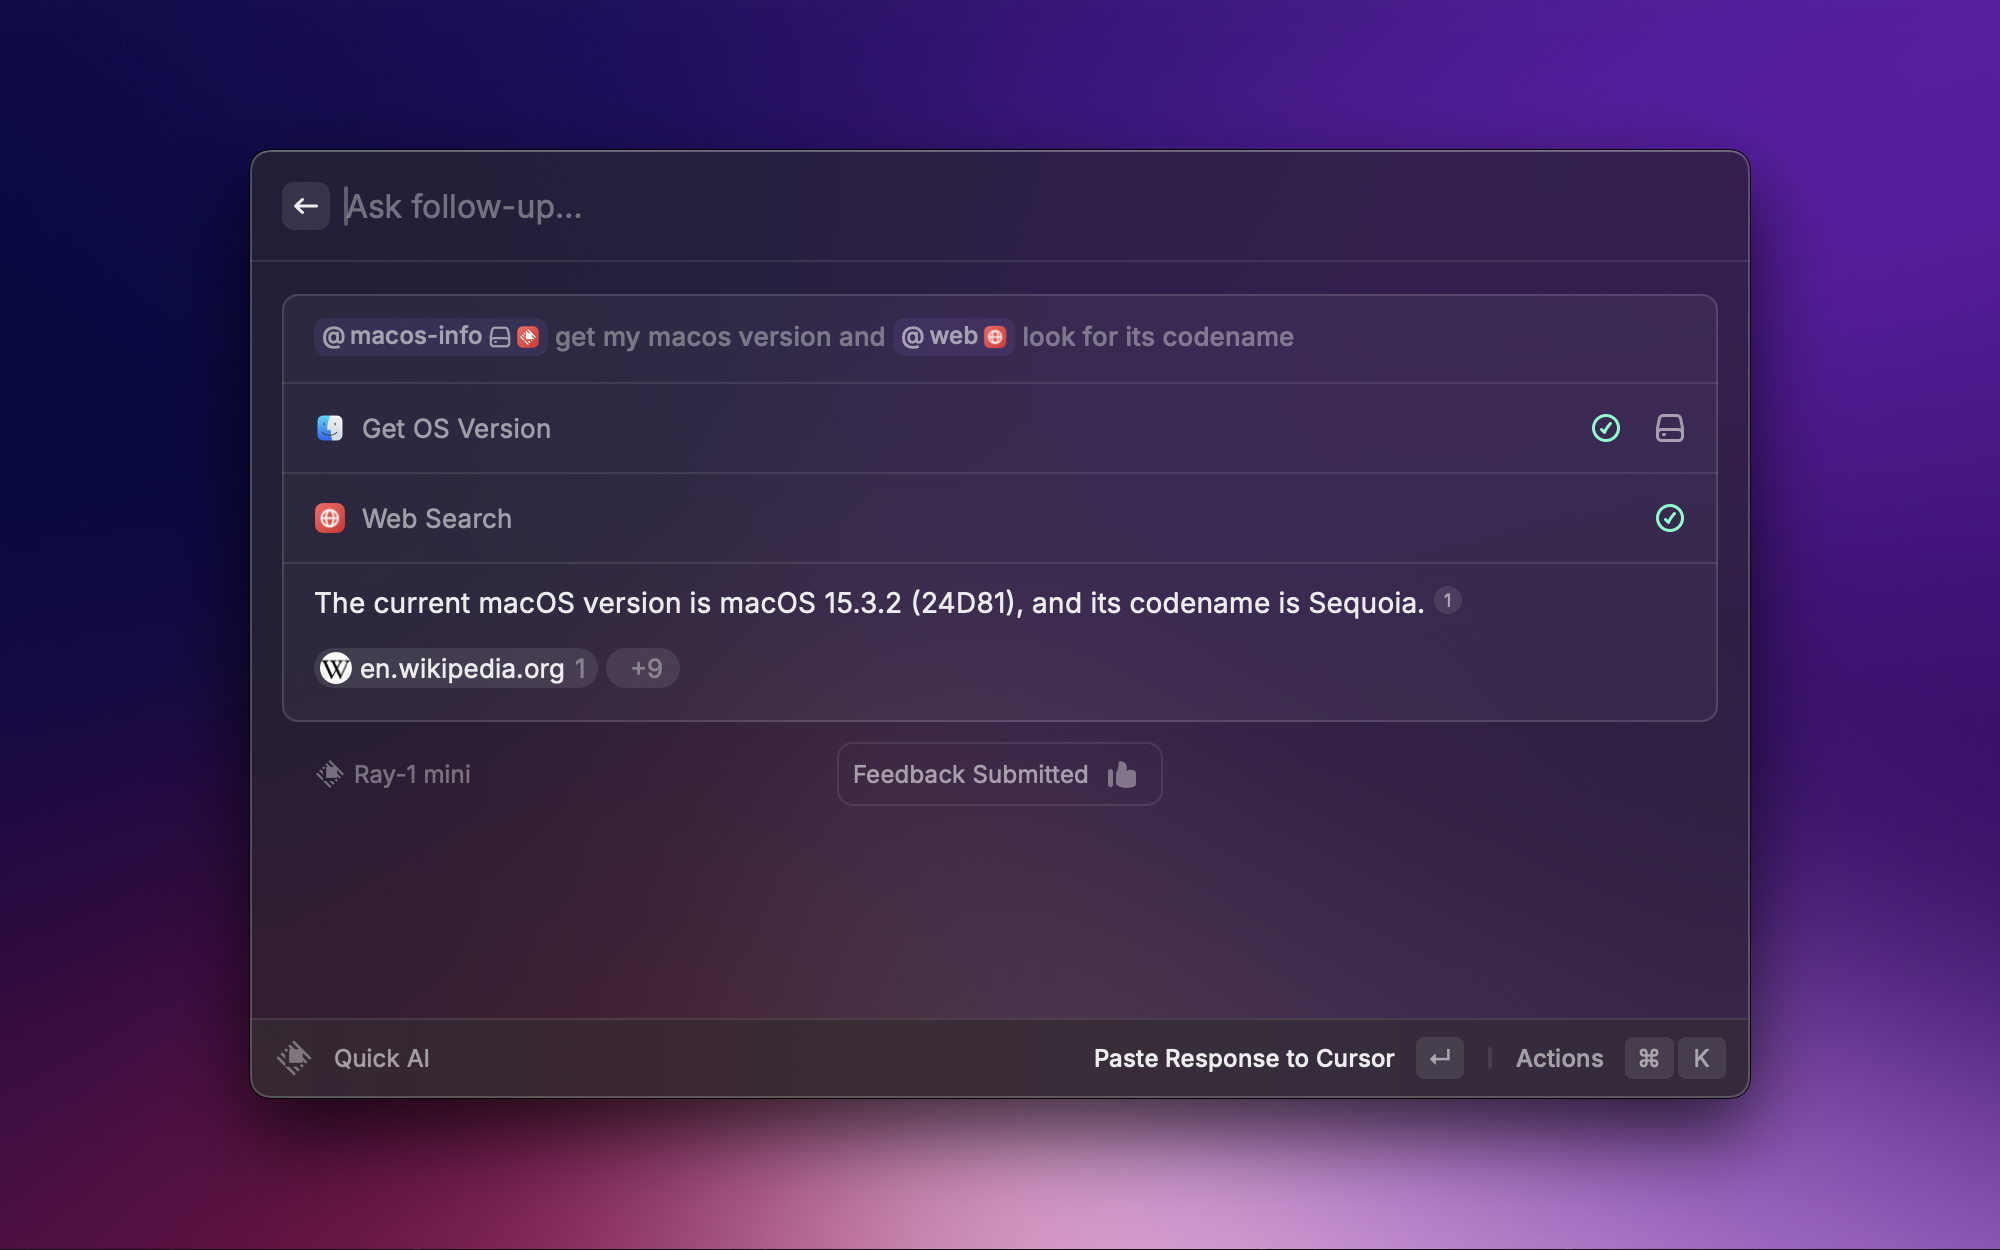 Ask follow-up...
@macos-info get my macos version and @web look for its codename
Get OS Version
Web Search
The current macOS version is macOS 15.3.2 (24D81), and its codename is Sequoia. 1
W en.wikipedia.org 1 +9
Ray-1 mini
Feedback Submitted
Quick AI
Paste Response to Cursor ↵ | Actions ⌘ K